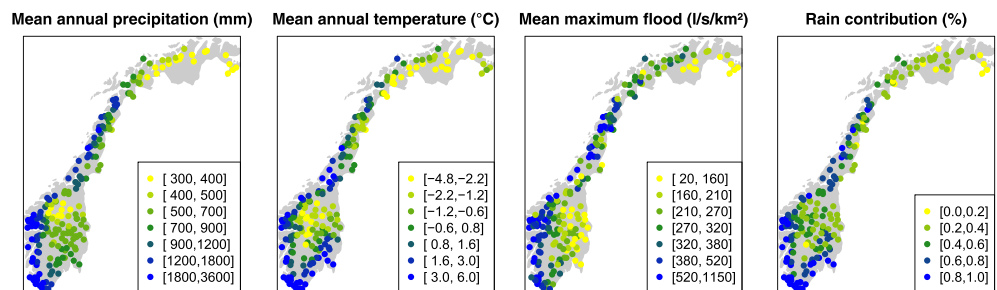 Mean annual precipitation (mm)
[ 300, 400]
[ 400, 500]
[ 500, 700]
[ 700, 900]
[ 900,1200]
[1200,1800]
[1800,3600]
Mean annual temperature (°C)
[−4.8,−2.2]
[−2.2,−1.2]
[−1.2,−0.6]
[−0.6, 0.8]
[ 0.8, 1.6]
[ 1.6, 3.0]
[ 3.0, 6.0]
Mean maximum flood (l/s/km²)
[ 20, 160]
[160, 210]
[210, 270]
[270, 320]
[320, 380]
[380, 520]
[520,1150]
Rain contribution (%)
[0.0,0.2]
[0.2,0.4]
[0.4,0.6]
[0.6,0.8]
[0.8,1.0]